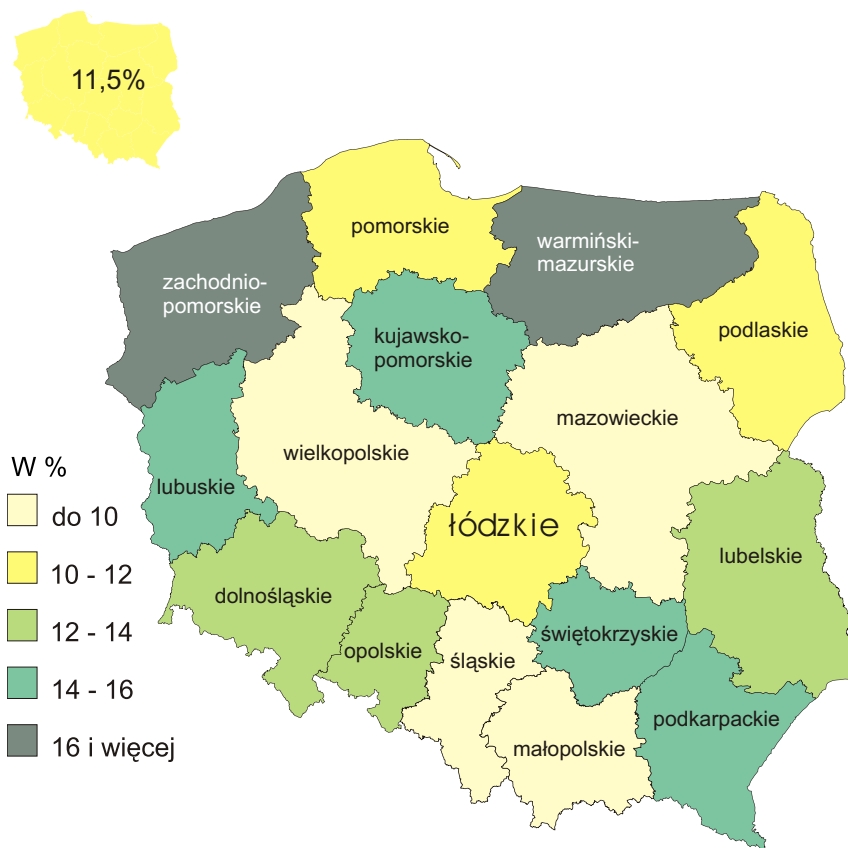 11,5%
pomorskie
warmiński-
mazurskie
zachodnio-
pomorskie
kujawsko-
pomorskie
podlaskie
mazowieckie
wielkopolskie
W %
lubuskie
do 10
łódzkie
10 - 12
lubelskie
dolnośląskie
12 - 14
świętokrzyskie
opolskie
śląskie
14 - 16
podkarpackie
małopolskie
16 i więcej